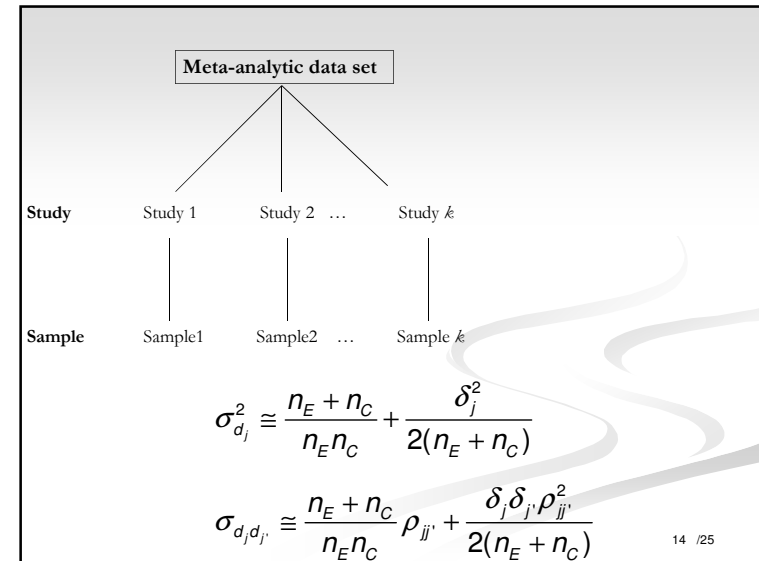 Meta-analytic data set
Study Study 1 Study 2 … Study k
Sample Sample1 Sample2 … Sample k
σ²_{d_j} ≅ (n_E + n_C)/(n_E n_C) + δ_j²/(2(n_E + n_C))
σ_{d_j d_{j'}} ≅ (n_E + n_C)/(n_E n_C) ρ_{jj'} + (δ_j δ_{j'} ρ²_{jj'})/(2(n_E + n_C))
14 /25